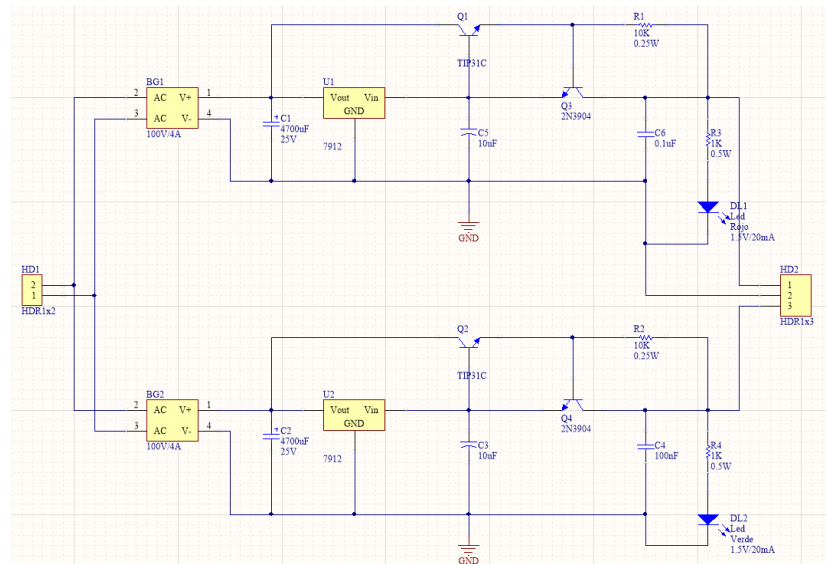 Q1
R1
10K
0.25W
TIP31C
BG1
2 AC V+ 1
3 AC V- 4
100V/4A
U1
Vout Vin
GND
7912
C1
4700uF
25V
C5
10uF
Q3
2N3904
C6
0.1uF
R3
1K
0.5W
DL1
Led
Rojo
1.5V/20mA
GND
HD1
2
1
HDR1x2
HD2
1
2
3
HDR1x3
Q2
R2
10K
0.25W
TIP31C
BG2
2 AC V+ 1
3 AC V- 4
100V/4A
U2
Vout Vin
GND
7912
C2
4700uF
25V
C3
10uF
Q4
2N3904
C4
100nF
R4
1K
0.5W
DL2
Led
Verde
1.5V/20mA
GND